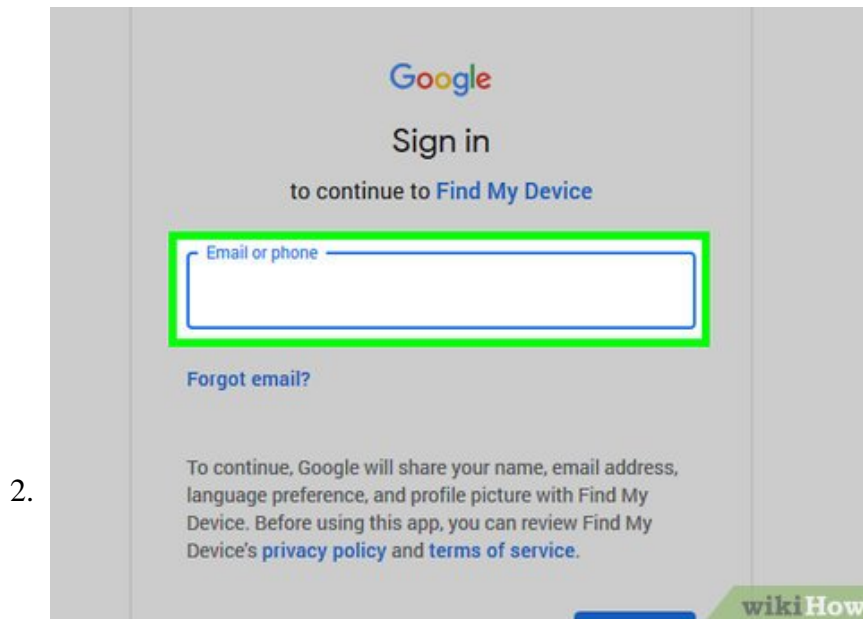 Google
Sign in
to continue to Find My Device
Email or phone
Forgot email?
To continue, Google will share your name, email address,
language preference, and profile picture with Find My
Device. Before using this app, you can review Find My
Device's privacy policy and terms of service.
2.
wikiHow